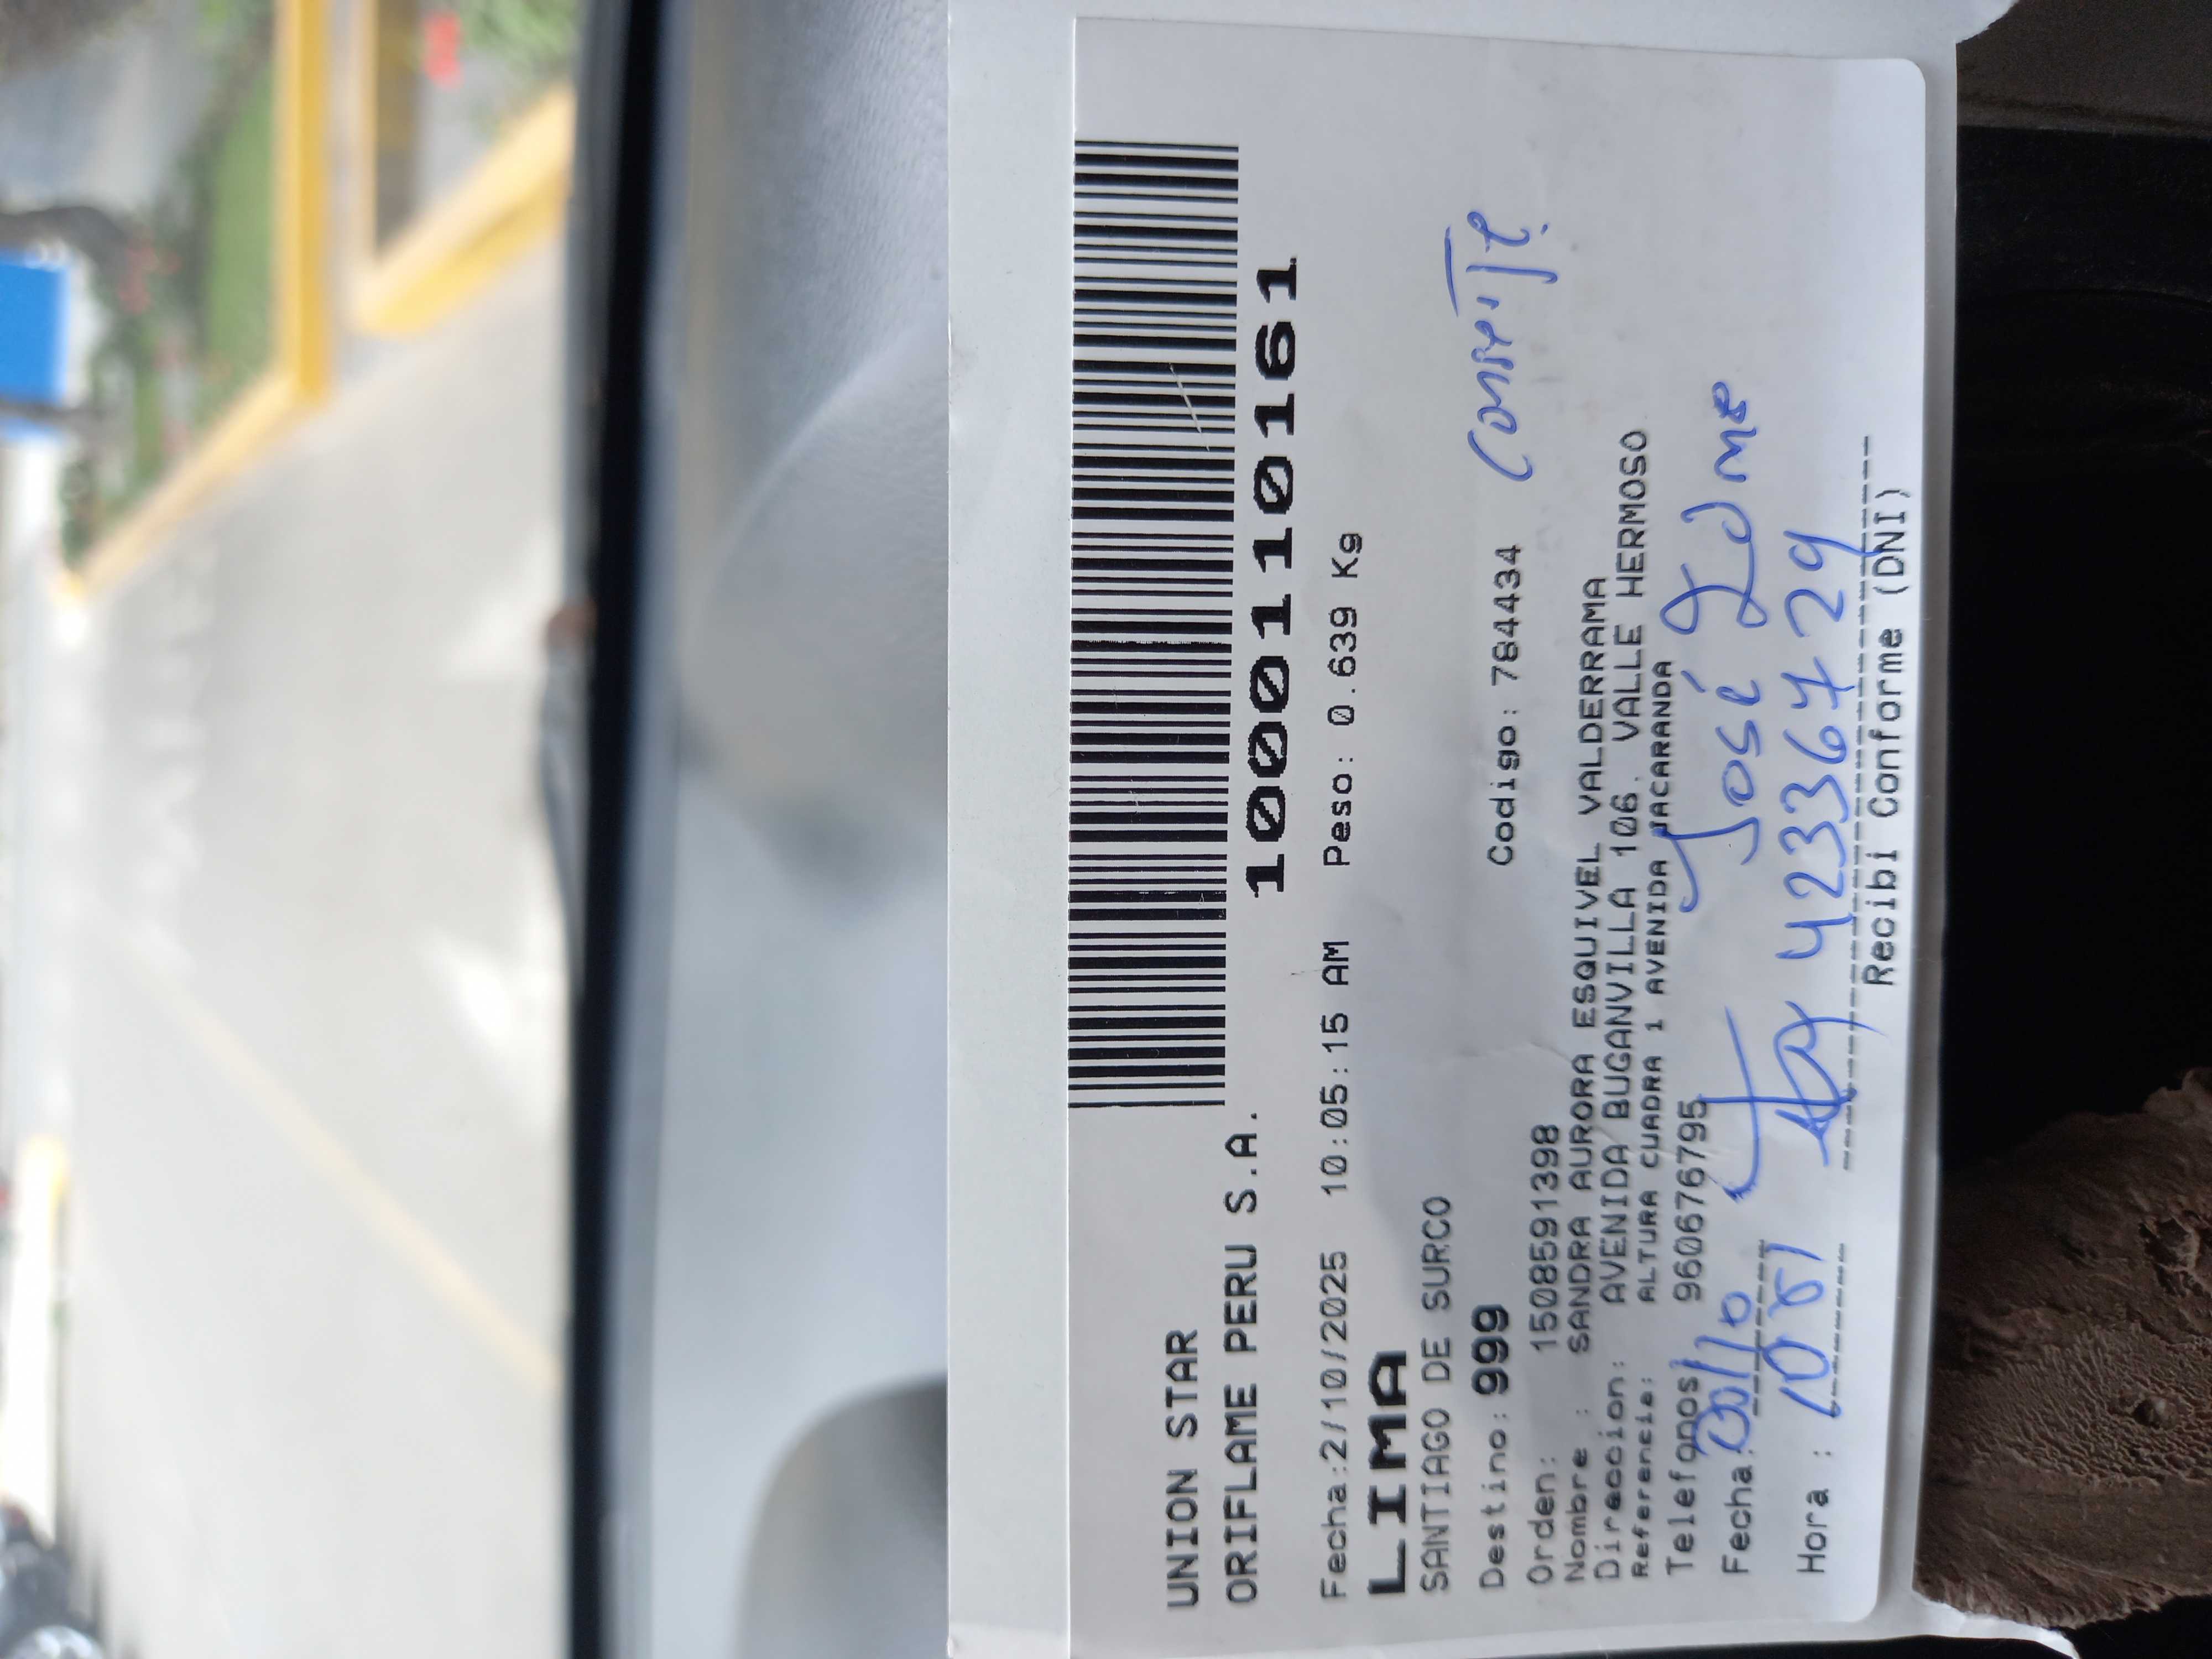 UNION STAR
ORIFLAME PERU S.A.
10001101061
Fecha:2/10/2025 10:05:15 AM Peso: 0.639 Kg
LIMA
SANTIAGO DE SURCO
Destino: 999 Codigo: 784434
Orden: 1508591398
Nombre : SANDRA AURORA ESQUIVEL VALDERRAMA
Direccion: AVENIDA BUGANVILLA 106. VALLE HERMOSO
Referencia: ALTURA CUADRA 1 AVENIDA JACARANDA
Telefonos: 960676795
José
Fecha:
Hora : 42336729
Recibi Conforme (DNI)